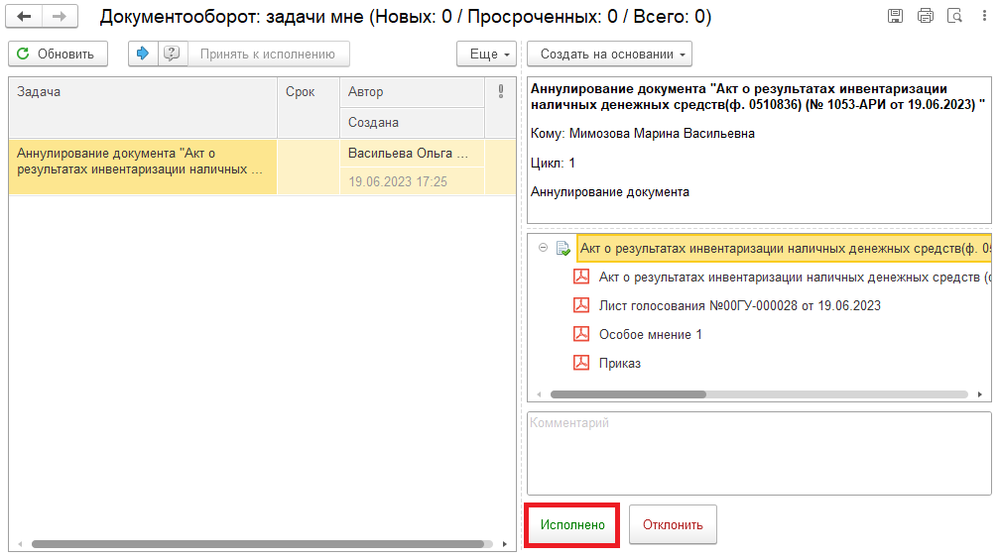 Документооборот: задачи мне (Новых: 0 / Просроченных: 0 / Всего: 0)
Обновить
Принять к исполнению
Еще
Создать на основании
Задача
Срок
Автор
Создана
Аннулирование документа "Акт о
результатах инвентаризации наличных ...
Васильева Ольга ...
19.06.2023 17:25
Аннулирование документа "Акт о результатах инвентаризации
наличных денежных средств(ф. 0510836) (№ 1053-АРИ от 19.06.2023) "
Кому: Мимозова Марина Васильевна
Цикл: 1
Аннулирование документа
Акт о результатах инвентаризации наличных денежных средств(ф. 05
Акт о результатах инвентаризации наличных денежных средств (ф
Лист голосования №00ГУ-000028 от 19.06.2023
Особое мнение 1
Приказ
Комментарий
Исполнено
Отклонить